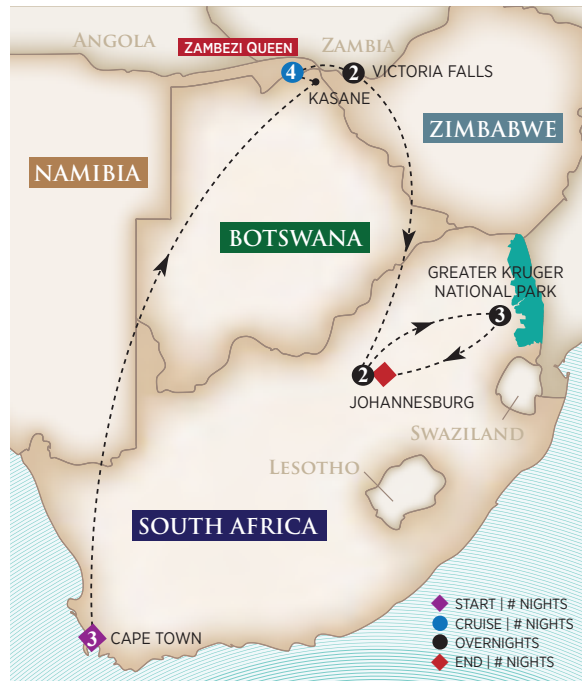 ANGOLA
ZAMBEZI QUEEN
ZAMBIA
4
2
VICTORIA FALLS
KASANE
ZIMBABWE
NAMIBIA
BOTSWANA
GREATER KRUGER
NATIONAL PARK
3
2
JOHANNESBURG
SWAZILAND
LESOTHO
SOUTH AFRICA
3
CAPE TOWN
START | # NIGHTS
CRUISE | # NIGHTS
OVERNIGHTS
END | # NIGHTS